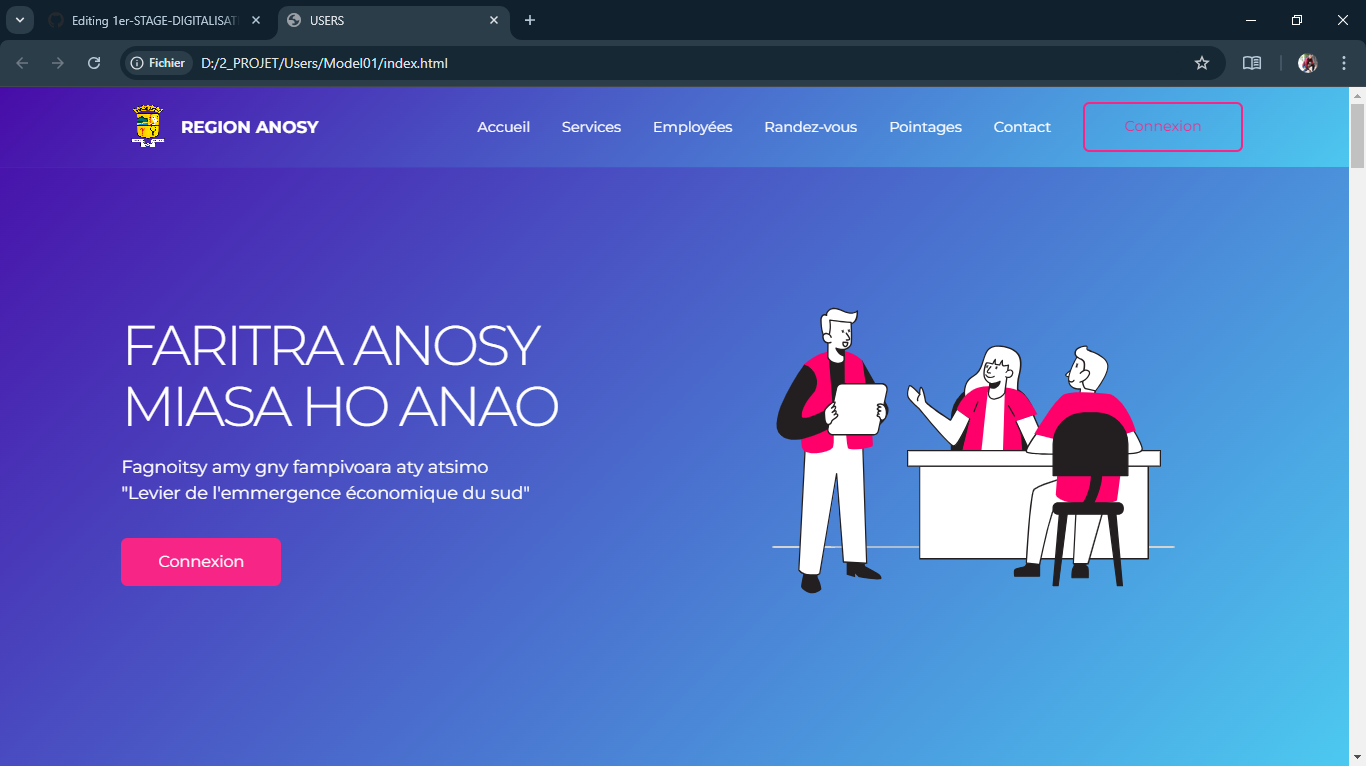 Editing 1er-STAGE-DIGITALISAT
USERS
Fichier
D:/2_PROJET/Users/Model01/index.html
REGION ANOSY
Accueil
Services
Employées
Randez-vous
Pointages
Contact
Connexion
FARITRA ANOSY
MIASA HO ANAO
Fagnoitsy amy gny fampivoara aty atsimo
"Levier de l'emmergence économique du sud"
Connexion